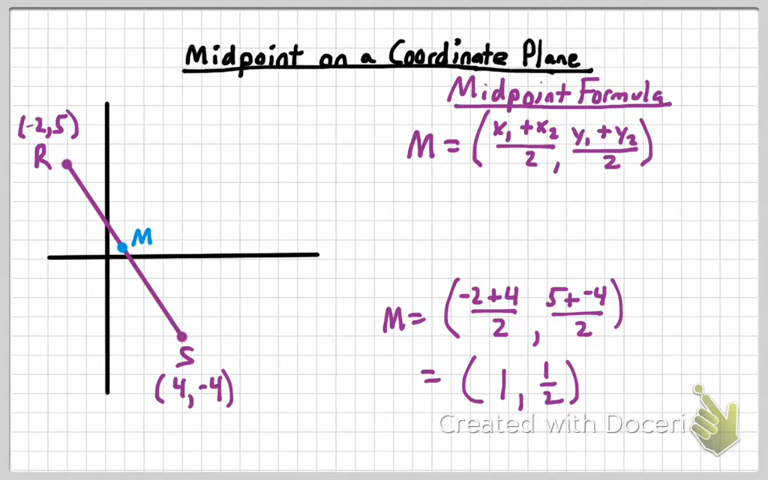 Midpoint on a Coordinate Plane
Midpoint Formula
M = ( x₁ + x₂ / 2 , y₁ + y₂ / 2 )
(-2,5)
R
M
S
(4,-4)
M = ( -2+4 / 2 , 5+-4 / 2 )
= ( 1 , 1/2 )
Created with Doceri